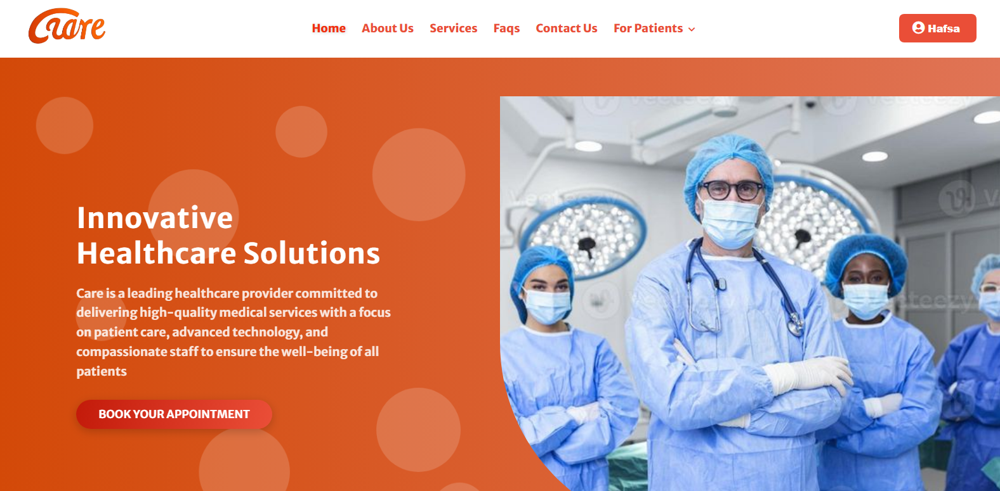 Care
Home About Us Services Faqs Contact Us For Patients
Hafsa
Innovative
Healthcare Solutions
Care is a leading healthcare provider committed to
delivering high-quality medical services with a focus
on patient care, advanced technology, and
compassionate staff to ensure the well-being of all
patients
BOOK YOUR APPOINTMENT
Vecteezy